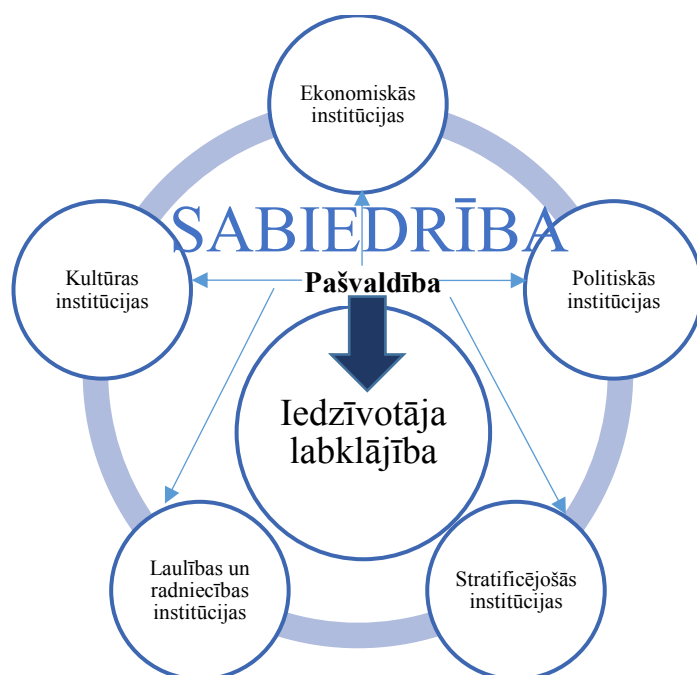 Ekonomiskās
institūcijas
SABIEDRĪBA
Kultūras
institūcijas
Pašvaldība
Politiskās
institūcijas
Iedzīvotāja
labklājība
Laulības un
radniecības
institūcijas
Stratificējošās
institūcijas